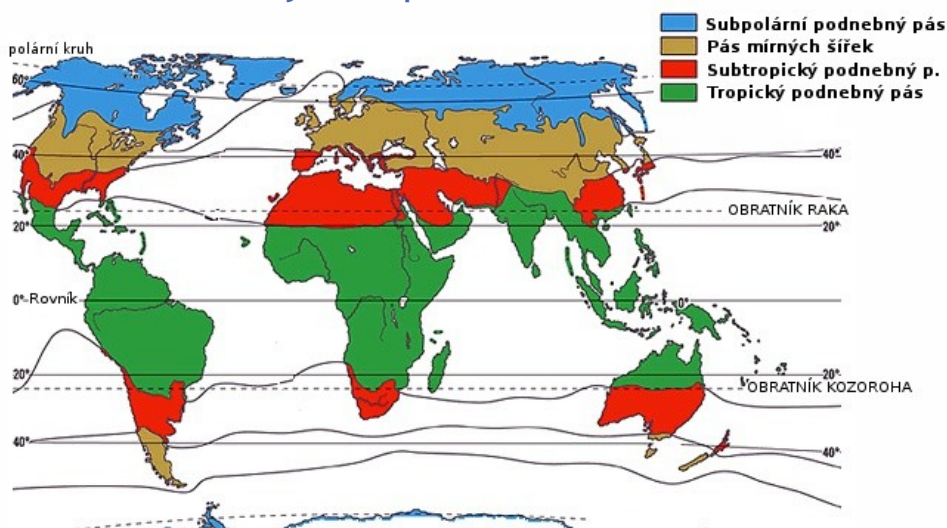 Subpolární podnebný pás
Pás mírných šířek
Subtropický podnebný p.
Tropický podnebný pás
polární kruh
60°
40°
40°
OBRATNÍK RAKA
20°
20°
0°
Rovník
0°
20°
20°
OBRATNÍK KOZOROHA
40°
40°